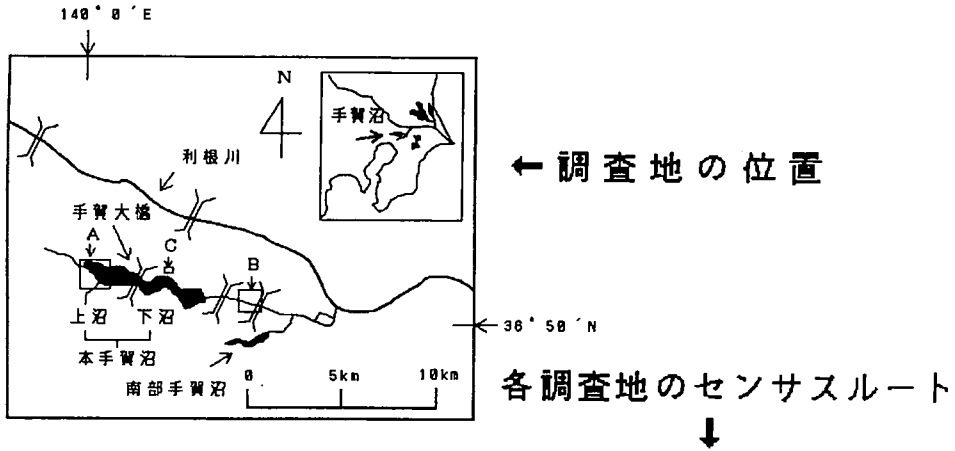 140° 0′E
N
手賀沼
利根川
←調査地の位置
手賀大橋
A
C
B
上沼
下沼
36° 50′N
本手賀沼
南部手賀沼
0
5km
10km
各調査地のセンサスルート
↓